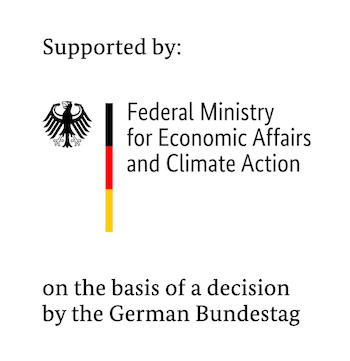 Supported by:
Federal Ministry
for Economic Affairs
and Climate Action
on the basis of a decision
by the German Bundestag